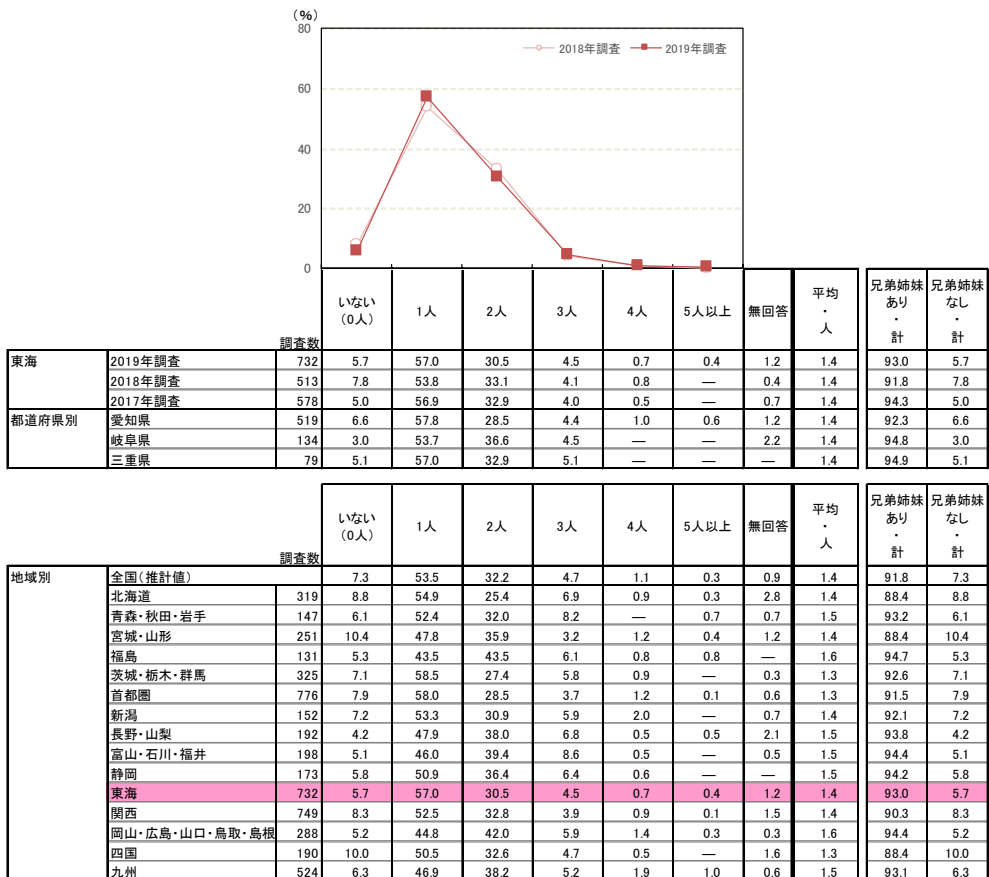 (%)
80
2018年調査 2019年調査
60
40
20
0
調査数 いない(0人) 1人 2人 3人 4人 5人以上 無回答 平均・人 兄弟姉妹あり・計 兄弟姉妹なし・計
東海 2019年調査 732 5.7 57.0 30.5 4.5 0.7 0.4 1.2 1.4 93.0 5.7
2018年調査 513 7.8 53.8 33.1 4.1 0.8 — 0.4 1.4 91.8 7.8
2017年調査 578 5.0 56.9 32.9 4.0 0.5 — 0.7 1.4 94.3 5.0
都道府県別 愛知県 519 6.6 57.8 28.5 4.4 1.0 0.6 1.2 1.4 92.3 6.6
岐阜県 134 3.0 53.7 36.6 4.5 — — 2.2 1.4 94.8 3.0
三重県 79 5.1 57.0 32.9 5.1 — — — 1.4 94.9 5.1
調査数 いない(0人) 1人 2人 3人 4人 5人以上 無回答 平均・人 兄弟姉妹あり・計 兄弟姉妹なし・計
地域別 全国(推計値) 7.3 53.5 32.2 4.7 1.1 0.3 0.9 1.4 91.8 7.3
北海道 319 8.8 54.9 25.4 6.9 0.9 0.3 2.8 1.4 88.4 8.8
青森・秋田・岩手 147 6.1 52.4 32.0 8.2 — 0.7 0.7 1.5 93.2 6.1
宮城・山形 251 10.4 47.8 35.9 3.2 1.2 0.4 1.2 1.4 88.4 10.4
福島 131 5.3 43.5 43.5 6.1 0.8 0.8 — 1.6 94.7 5.3
茨城・栃木・群馬 325 7.1 58.5 27.4 5.8 0.9 — 0.3 1.3 92.6 7.1
首都圏 776 7.9 58.0 28.5 3.7 1.2 0.1 0.6 1.3 91.5 7.9
新潟 152 7.2 53.3 30.9 5.9 2.0 — 0.7 1.4 92.1 7.2
長野・山梨 192 4.2 47.9 38.0 6.8 0.5 0.5 2.1 1.5 93.8 4.2
富山・石川・福井 198 5.1 46.0 39.4 8.6 0.5 — 0.5 1.5 94.4 5.1
静岡 173 5.8 50.9 36.4 6.4 0.6 — — 1.5 94.2 5.8
東海 732 5.7 57.0 30.5 4.5 0.7 0.4 1.2 1.4 93.0 5.7
関西 749 8.3 52.5 32.8 3.9 0.9 0.1 1.5 1.4 90.3 8.3
岡山・広島・山口・鳥取・島根 288 5.2 44.8 42.0 5.9 1.4 0.3 0.3 1.6 94.4 5.2
四国 190 10.0 50.5 32.6 4.7 0.5 — 1.6 1.3 88.4 10.0
九州 524 6.3 46.9 38.2 5.2 1.9 1.0 0.6 1.5 93.1 6.3